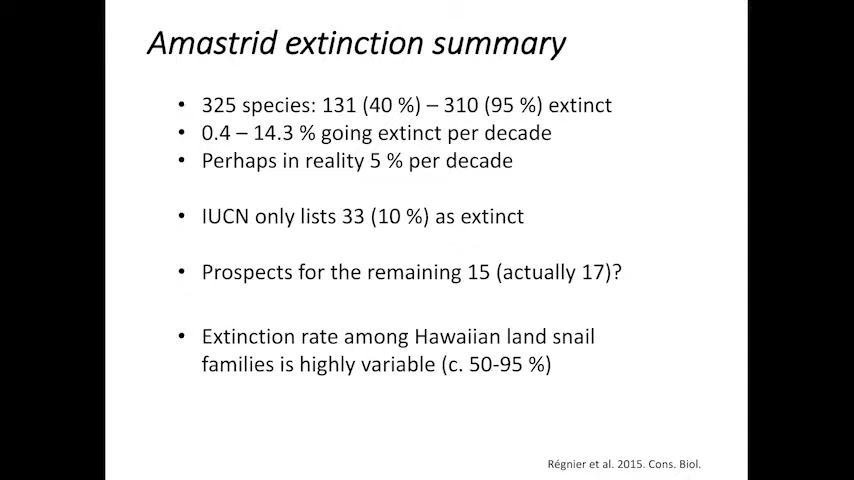 Amastrid extinction summary
• 325 species: 131 (40 %) – 310 (95 %) extinct
• 0.4 – 14.3 % going extinct per decade
• Perhaps in reality 5 % per decade
• IUCN only lists 33 (10 %) as extinct
• Prospects for the remaining 15 (actually 17)?
• Extinction rate among Hawaiian land snail
families is highly variable (c. 50-95 %)
Régnier et al. 2015. Cons. Biol.